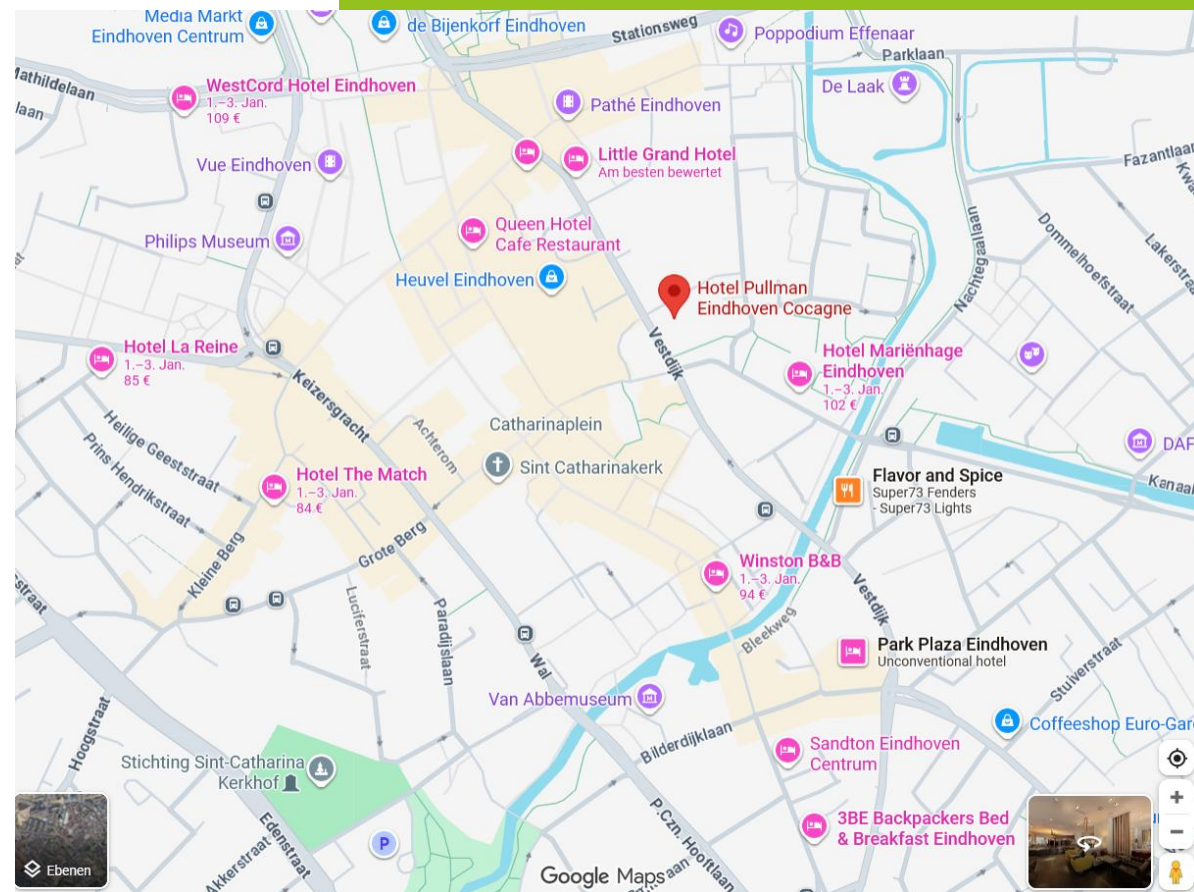 Media Markt
Eindhoven Centrum
de Bijenkorf Eindhoven
Stationsweg
Poppodium Effenaar
Parklaan
Mathildelaan
laan
WestCord Hotel Eindhoven
1.–3. Jan.
109 €
Pathé Eindhoven
De Laak
Vue Eindhoven
Little Grand Hotel
Am besten bewertet
Fazantlaan
Philips Museum
Queen Hotel
Cafe Restaurant
Nachtegaallaan
Dommelhoefstraat
Heuvel Eindhoven
Hotel Pullman
Eindhoven Cocagne
Vestdijk
Hotel La Reine
1.–3. Jan.
85 €
Hotel Mariënhage
Eindhoven
1.–3. Jan.
102 €
Keizersgracht
Heilige Geeststraat
Prins Hendrikstraat
Achterom
Catharinaplein
Sint Catharinakerk
DAF
Kanaal
Hotel The Match
1.–3. Jan.
84 €
Flavor and Spice
Super73 Fenders
- Super73 Lights
Grote Berg
Kleine Berg
Winston B&B
1.–3. Jan.
94 €
Vestdijk
Luciferstraat
Paradijslaan
Wal
Bleekweg
Park Plaza Eindhoven
Unconventional hotel
Stuiverstraat
Van Abbemuseum
Hoogstraat
Bilderdijklaan
Coffeeshop Euro-Gar
Sandton Eindhoven
Centrum
Stichting Sint-Catharina
Kerkhof
P
Edenstraat
Akkerstraat
P.Czn. Hooftlaan
3BE Backpackers Bed
& Breakfast Eindhoven
Ebenen
Google Maps